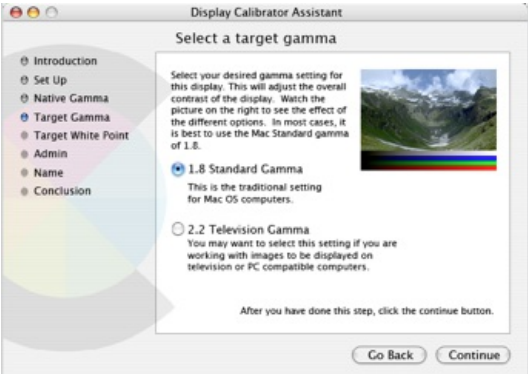 Display Calibrator Assistant
Select a target gamma
Introduction
Set Up
Native Gamma
Target Gamma
Target White Point
Admin
Name
Conclusion
Select your desired gamma setting for
this display. This will adjust the overall
contrast of the display. Watch the
picture on the right to see the effect of
the different options. In most cases, it
is best to use the Mac Standard gamma
of 1.8.
1.8 Standard Gamma
This is the traditional setting
for Mac OS computers.
2.2 Television Gamma
You may want to select this setting if you are
working with images to be displayed on
television or PC compatible computers.
After you have done this step, click the continue button.
Go Back
Continue